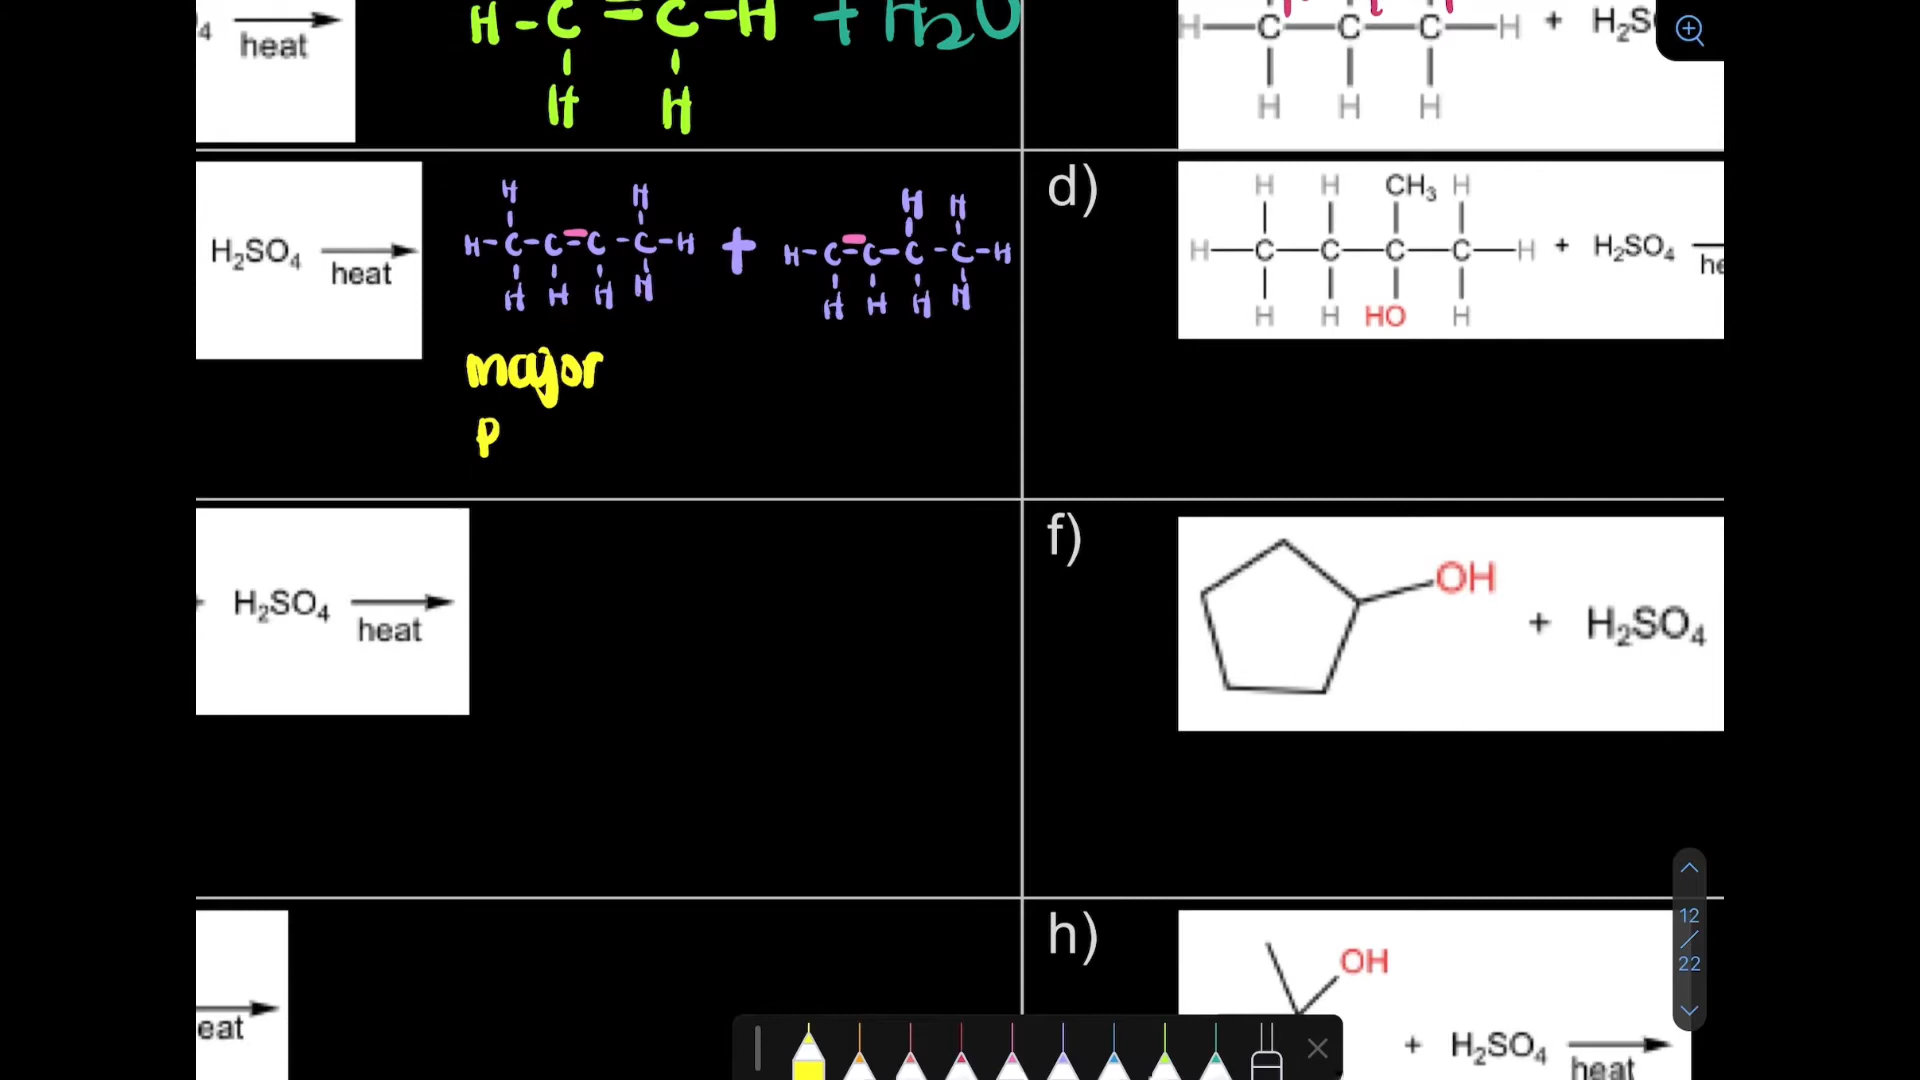 4 heat
H-C=C-H + H2O
H H
H—C—C—C—H + H₂S
H H H
d)
H₂SO₄ heat
H H
H-C-C=C-C-H + H-C=C-C-C-H
H H H H
H H
H H H H
major
p
H H CH₃ H
H—C—C—C—C—H + H₂SO₄ he
H H HO H
f)
+ H₂SO₄ heat
OH
+ H₂SO₄
h)
eat
OH
+ H₂SO₄ heat
12
/
22